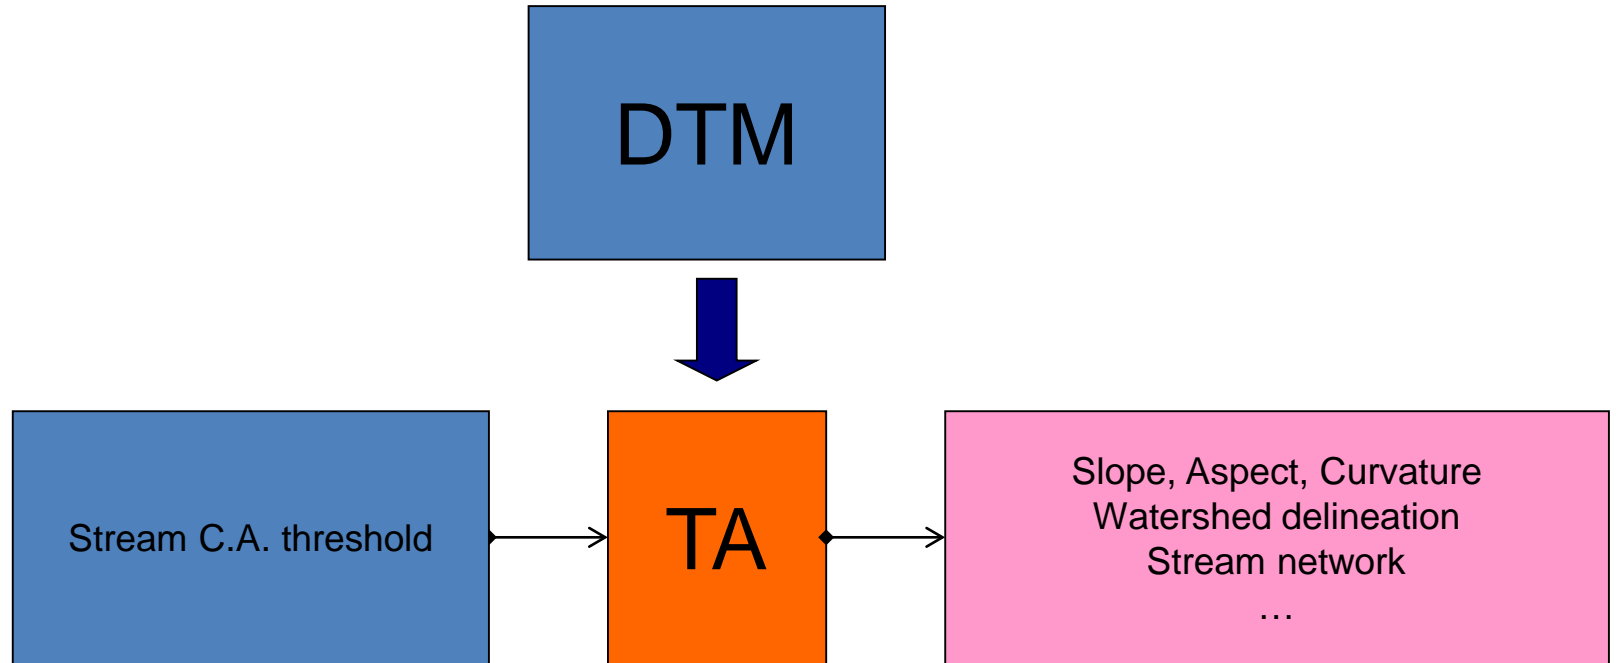 DTM
Stream C.A. threshold
TA
Slope, Aspect, Curvature
Watershed delineation
Stream network
…